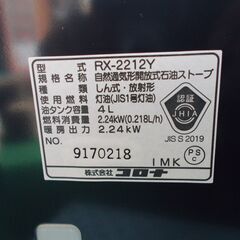 型式 RX-2212Y
規格名称 自然通気形開放式石油ストーブ
種類 しん式・放射形
使用燃料 灯油(JIS1号灯油)
油タンク容量 4L
燃料消費量 2.24kW(0.218L/h)
暖房出力 2.24kW
NO. 9170218
IMK
認証
JHIA
JIS S 2019
PSC
株式会社コロナ